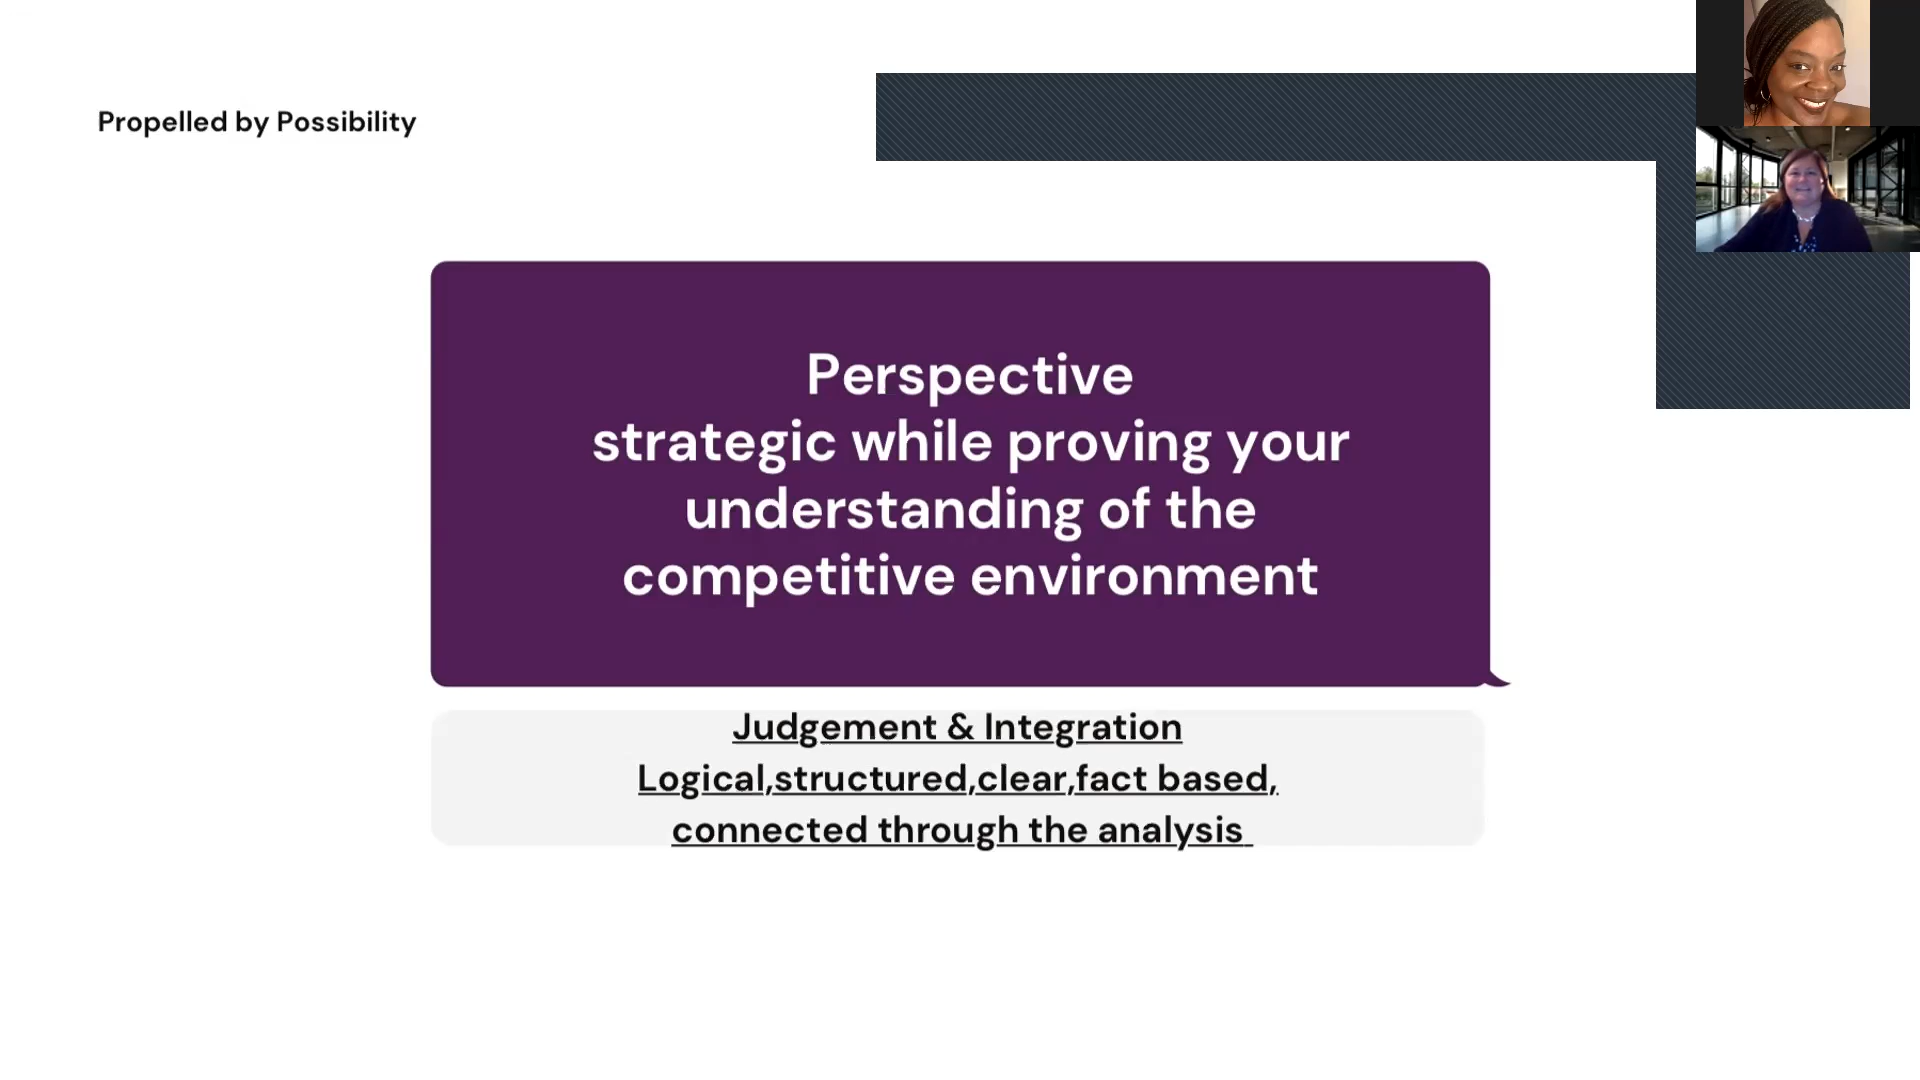 Propelled by Possibility
Perspective
strategic while proving your
understanding of the
competitive environment
Judgement & Integration
Logical,structured,clear,fact based,
connected through the analysis